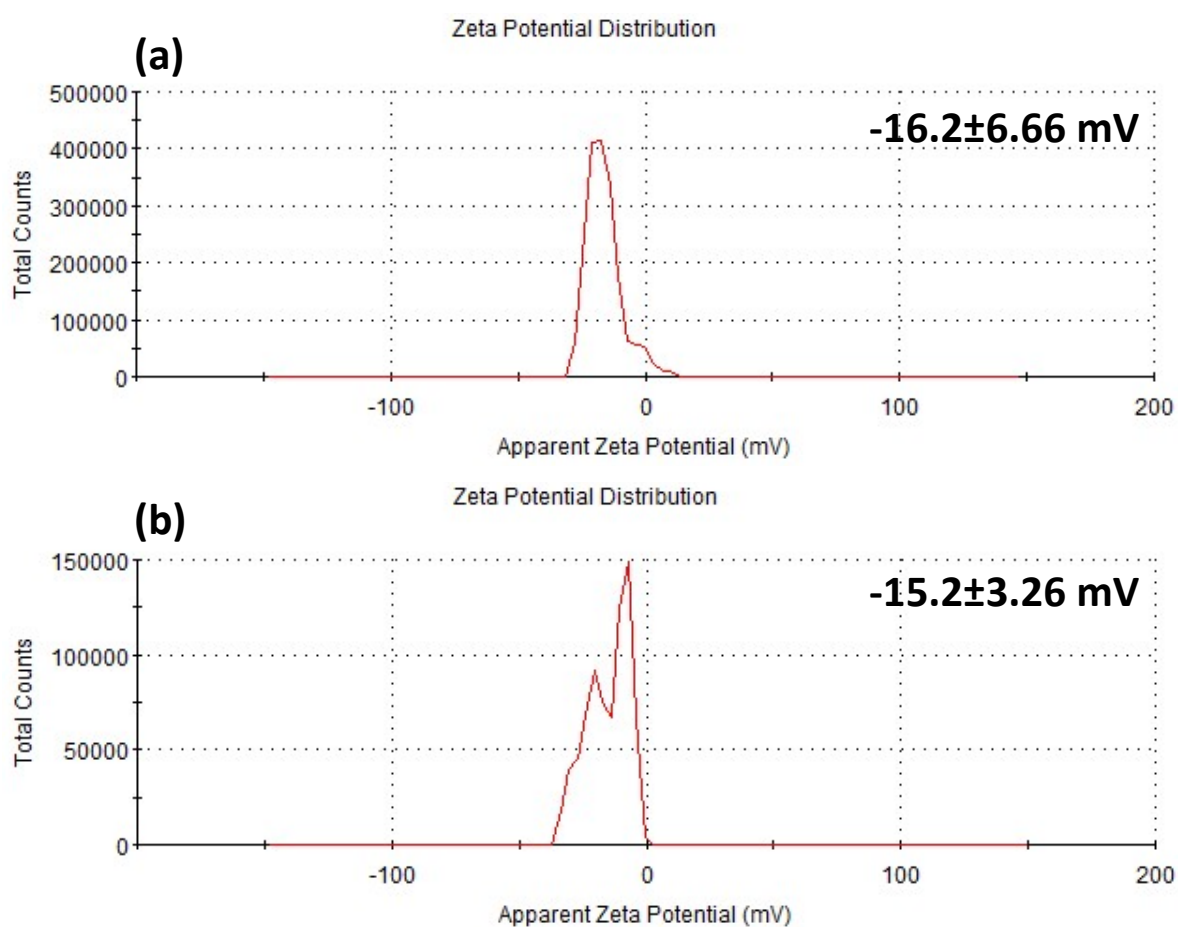 Zeta Potential Distribution
(a)
-16.2±6.66 mV
500000
400000
300000
200000
100000
0
Total Counts
-100 0 100 200
Apparent Zeta Potential (mV)
Zeta Potential Distribution
(b)
-15.2±3.26 mV
150000
100000
50000
0
Total Counts
-100 0 100 200
Apparent Zeta Potential (mV)